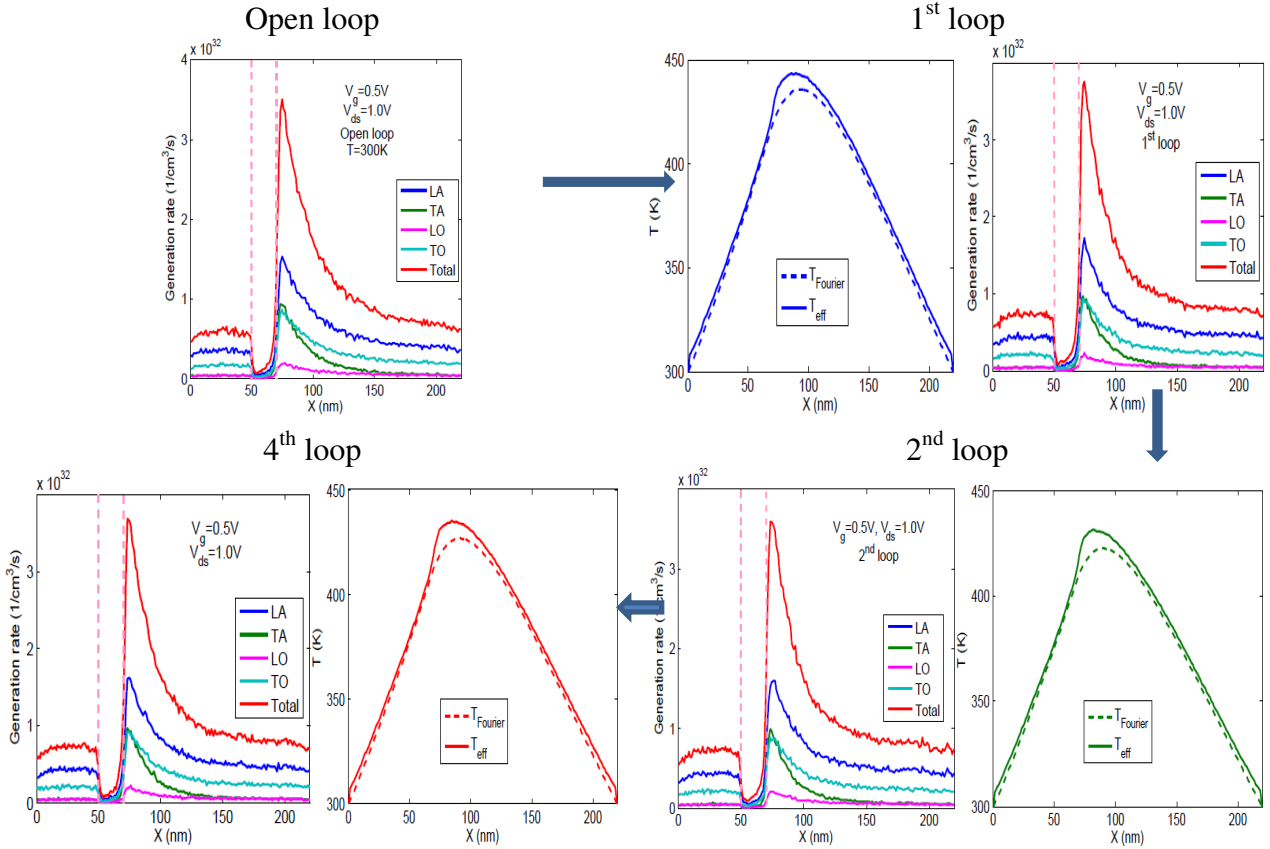 Open loop
x 10^32
4
3
2
1
0
Generation rate (1/cm³/s)
V_g=0.5V
V_ds=1.0V
Open loop
T=300K
LA
TA
LO
TO
Total
0 50 100 150 200
X (nm)
1st loop
450
400
450
350
300
T (K)
T_Fourier
T_eff
0 50 100 150 200
X (nm)
x 10^32
3
2
1
0
Generation rate (1/cm³/s)
V_g=0.5V
V_ds=1.0V
1st loop
LA
TA
LO
TO
Total
0 50 100 150 200
X (nm)
4th loop
x 10^32
3
2
1
0
Generation rate (1/cm³/s)
V_g=0.5V
V_ds=1.0V
LA
TA
LO
TO
Total
0 50 100 150 200
X (nm)
450
400
350
300
T (K)
T_Fourier
T_eff
0 50 100 150 200
X (nm)
2nd loop
x 10^32
3
2
1
0
Generation rate (1/cm³/s)
V_g=0.5V, V_ds=1.0V
2nd loop
LA
TA
LO
TO
Total
0 50 100 150 200
X (nm)
450
400
350
300
T_Fourier
T_eff
0 50 100 150 200
X (nm)